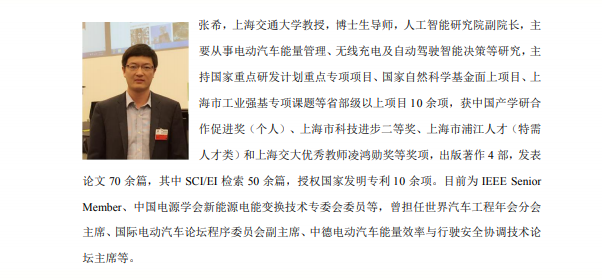 张希，上海交通大学教授，博士生导师，人工智能研究院副院长，主
要从事电动汽车能量管理、无线充电及自动驾驶智能决策等研究，主
持国家重点研发计划重点专项项目、国家自然科学基金面上项目、上
海市工业强基专项课题等省部级以上项目 10 余项，获中国产学研合
作促进奖（个人）、上海市科技进步二等奖、上海市浦江人才（特需
人才类）和上海交大优秀教师凌鸿勋奖等奖项，出版著作 4 部，发表
论文 70 余篇，其中 SCI/EI 检索 50 余篇，授权国家发明专利 10 余项。目前为 IEEE Senior
Member、中国电源学会新能源电能变换技术专委会委员等，曾担任世界汽车工程年会分会
主席、国际电动汽车论坛程序委员会副主席、中德电动汽车能量效率与行驶安全协调技术论
坛主席等。